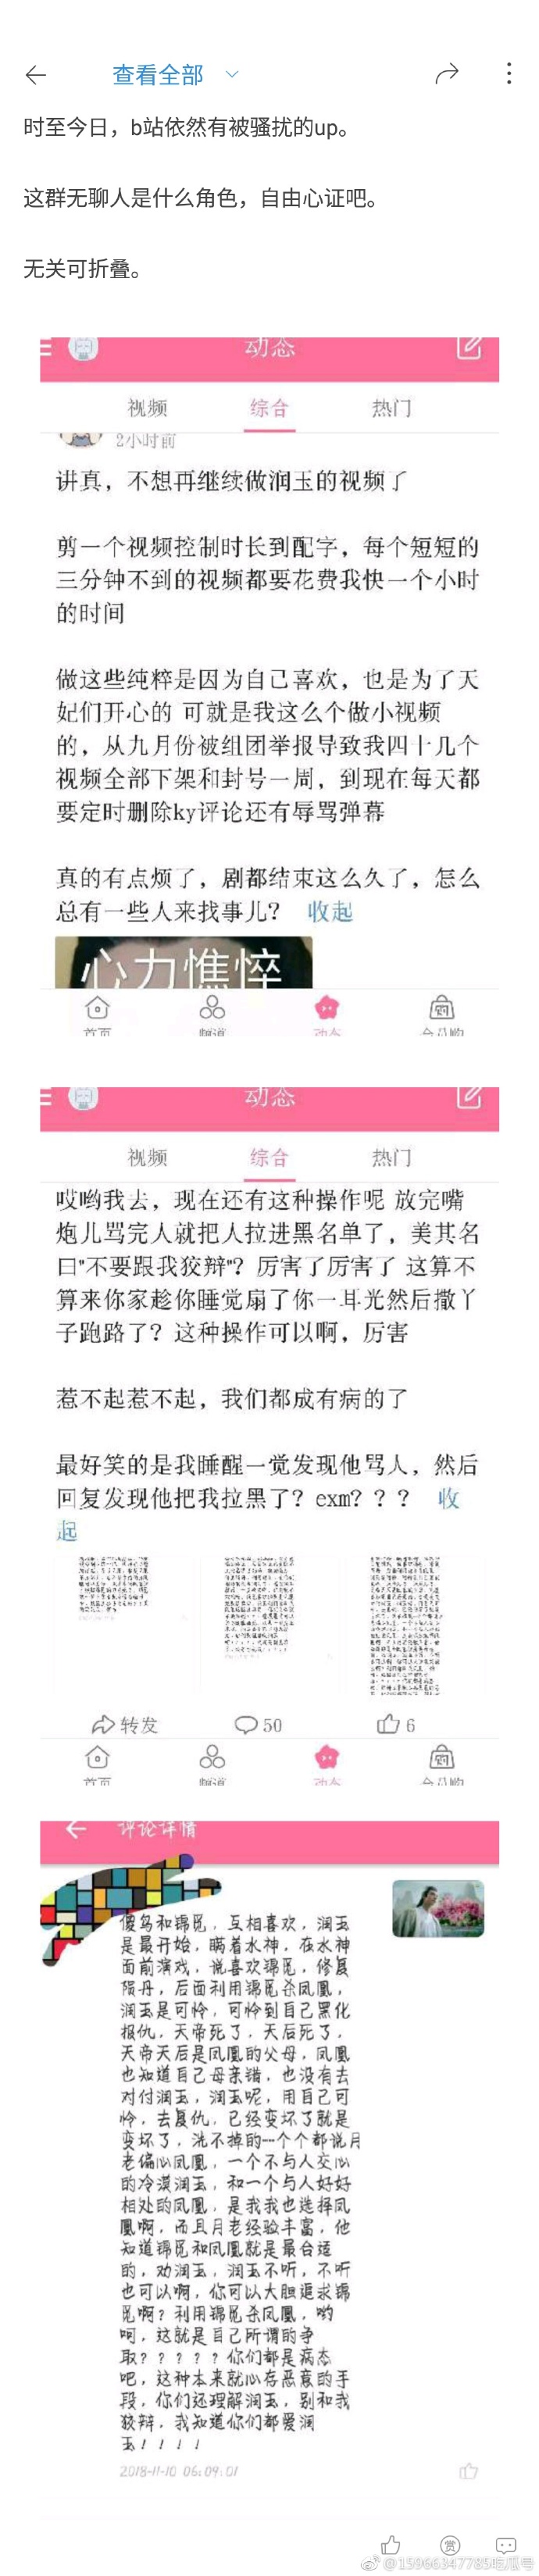 查看全部
时至今日，b站依然有被骚扰的up。
这群无聊人是什么角色，自由心证吧。
无关可折叠。
动态
视频 综合 热门
2小时前
讲真，不想再继续做润玉的视频了
剪一个视频控制时长到配字，每个短短的
三分钟不到的视频都要花费我快一个小时
的时间
做这些纯粹是因为自己喜欢，也是为了天
妃们开心的 可就是我这么个做小视频
的，从九月份被组团举报导致我四十几个
视频全部下架和封号一周，到现在每天都
要定时删除ky评论还有辱骂弹幕
真的有点烦了，剧都结束这么久了，怎么
总有一些人来找事儿？ 收起
心力憔悴
首页 频道 动态 会员购
动态
视频 综合 热门
哎哟我去，现在还有这种操作呢 放完嘴
炮儿骂完人就把人拉进黑名单了，美其名
曰"不要跟我狡辩"？厉害了厉害了 这算不
算来你家趁你睡觉扇了你一耳光然后撒丫
子跑路了？这种操作可以啊，厉害
惹不起惹不起，我们都成有病的了
最好笑的是我睡醒一觉发现他骂人，然后
回复发现他把我拉黑了？exm？？？ 收
起
转发 50 6
首页 频道 动态 会员购
评论详情
傻鸟和锦觅，互相喜欢，润玉
是最开始，瞒着水神，在水神
面前演戏，说喜欢锦觅，修复
陨丹，后面利用锦觅杀凤凰，
润玉是可怜，可怜到自己黑化
报仇，天帝死了，天后死了，
天帝天后是凤凰的父母，凤凰
也知道自己母亲错，也没有去
对付润玉，润玉呢，用自己可
怜，去复仇，已经变坏了就是
变坏了，洗不掉的…个个都说月
老偏心凤凰，一个不与人交心
的冷漠润玉，和一个与人好好
相处的凤凰，是我我也选择凤
凰啊，而且月老经验丰富，他
知道锦觅和凤凰就是最合适
的，劝润玉，润玉不听，不听
也可以啊，你可以大胆追求锦
觅啊？利用锦觅杀凤凰，哟
呵，这就是自己所谓的争
取？？？？？你们都是病态
吧，这种本来就心存恶意的手
段，你们还理解润玉，别和我
狡辩，我知道你们都爱润
玉！！！！
2018-11-10 06:09:01
赏
@15966347785吃瓜号